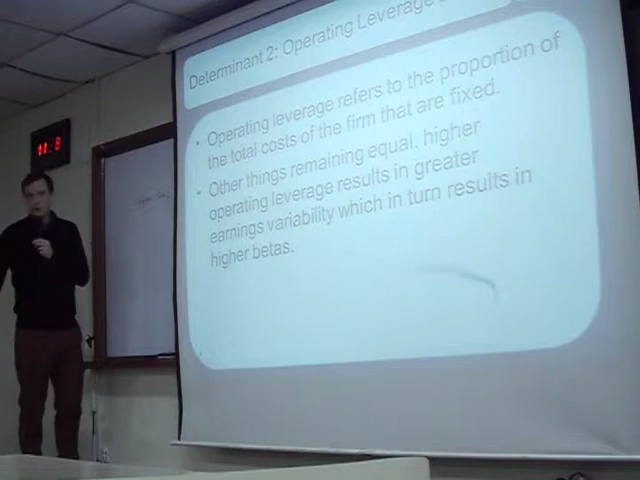 11:
Determinant 2: Operating Leverage
• Operating leverage refers to the proportion of
the total costs of the firm that are fixed.
• Other things remaining equal, higher
operating leverage results in greater
earnings variability which in turn results in
higher betas.